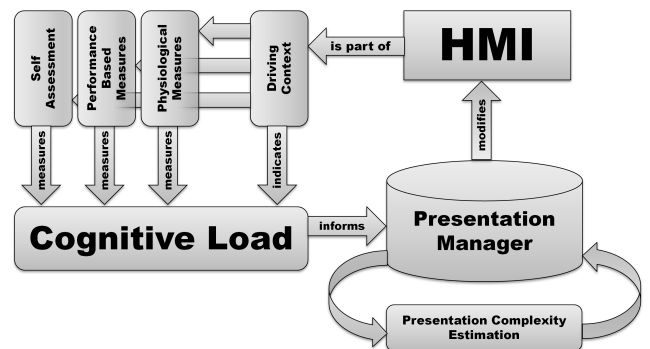 Self
Assessment
Performance
Based
Measures
Physiological
Measures
Driving
Context
is part of
HMI
measures
measures
measures
indicates
modifies
Cognitive Load
informs
Presentation
Manager
Presentation Complexity
Estimation